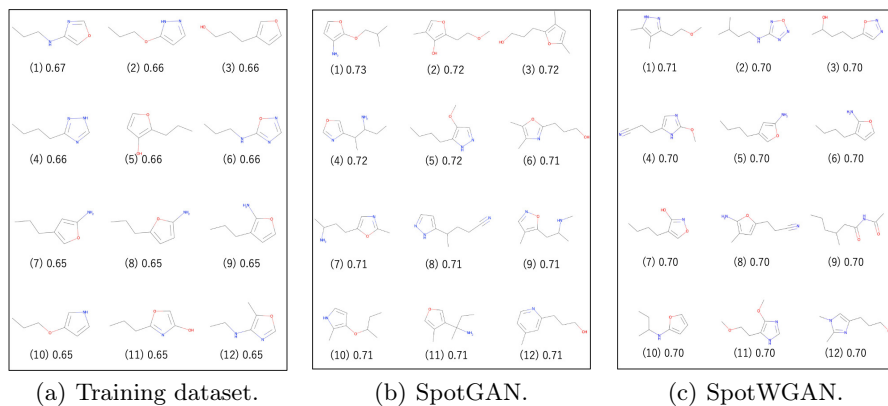 (1) 0.67 (2) 0.66 (3) 0.66
(4) 0.66 (5) 0.66 (6) 0.66
(7) 0.65 (8) 0.65 (9) 0.65
(10) 0.65 (11) 0.65 (12) 0.65
(a) Training dataset.
(1) 0.73 (2) 0.72 (3) 0.72
(4) 0.72 (5) 0.72 (6) 0.71
(7) 0.71 (8) 0.71 (9) 0.71
(10) 0.71 (11) 0.71 (12) 0.71
(b) SpotGAN.
(1) 0.71 (2) 0.70 (3) 0.70
(4) 0.70 (5) 0.70 (6) 0.70
(7) 0.70 (8) 0.70 (9) 0.70
(10) 0.70 (11) 0.70 (12) 0.70
(c) SpotWGAN.